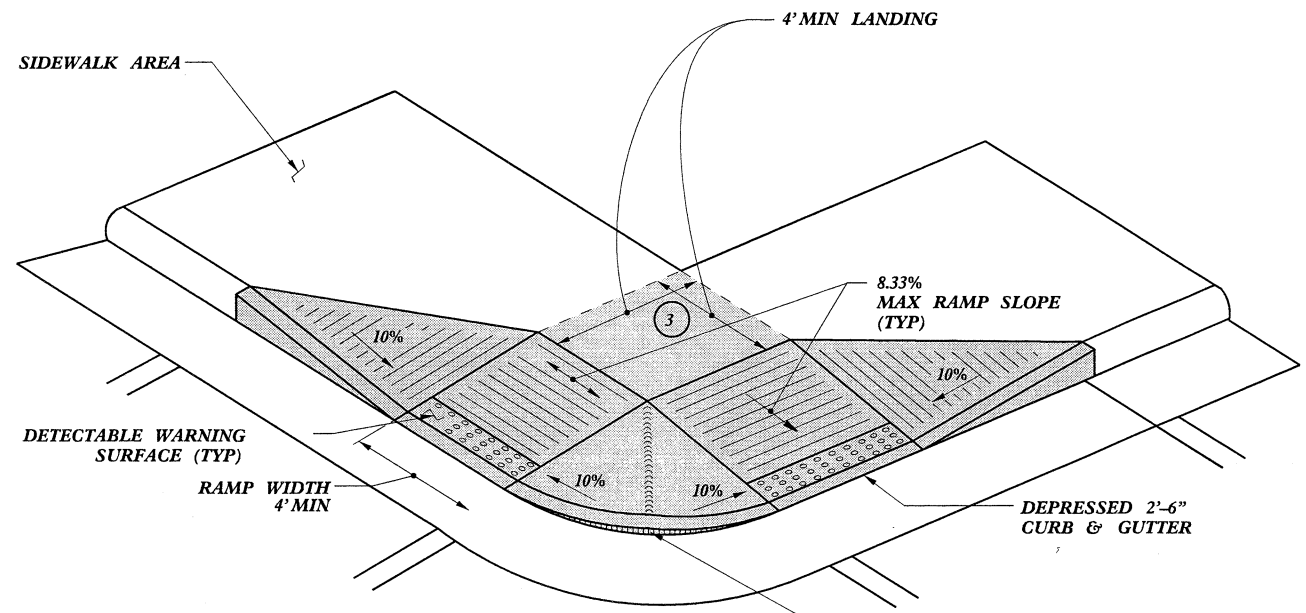 4' MIN LANDING
SIDEWALK AREA
8.33%
MAX RAMP SLOPE
(TYP)
3
10%
10%
DETECTABLE WARNING
SURFACE (TYP)
RAMP WIDTH
4' MIN
10%
10%
DEPRESSED 2'–6"
CURB & GUTTER